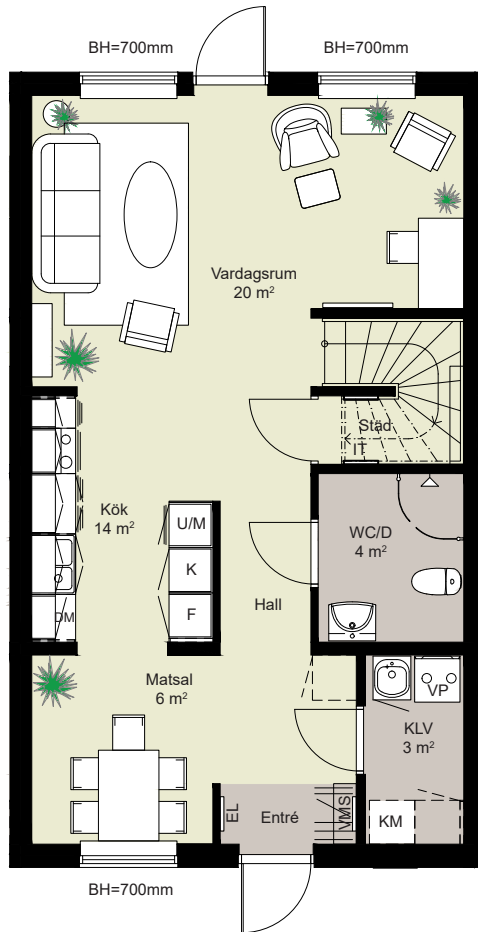 BH=700mm
BH=700mm
Vardagsrum
20 m²
Städ
IT
Kök
14 m²
U/M
WC/D
4 m²
K
F
DM
Hall
Matsal
6 m²
VP
KLV
3 m²
EL
Entré
VMS
KM
BH=700mm